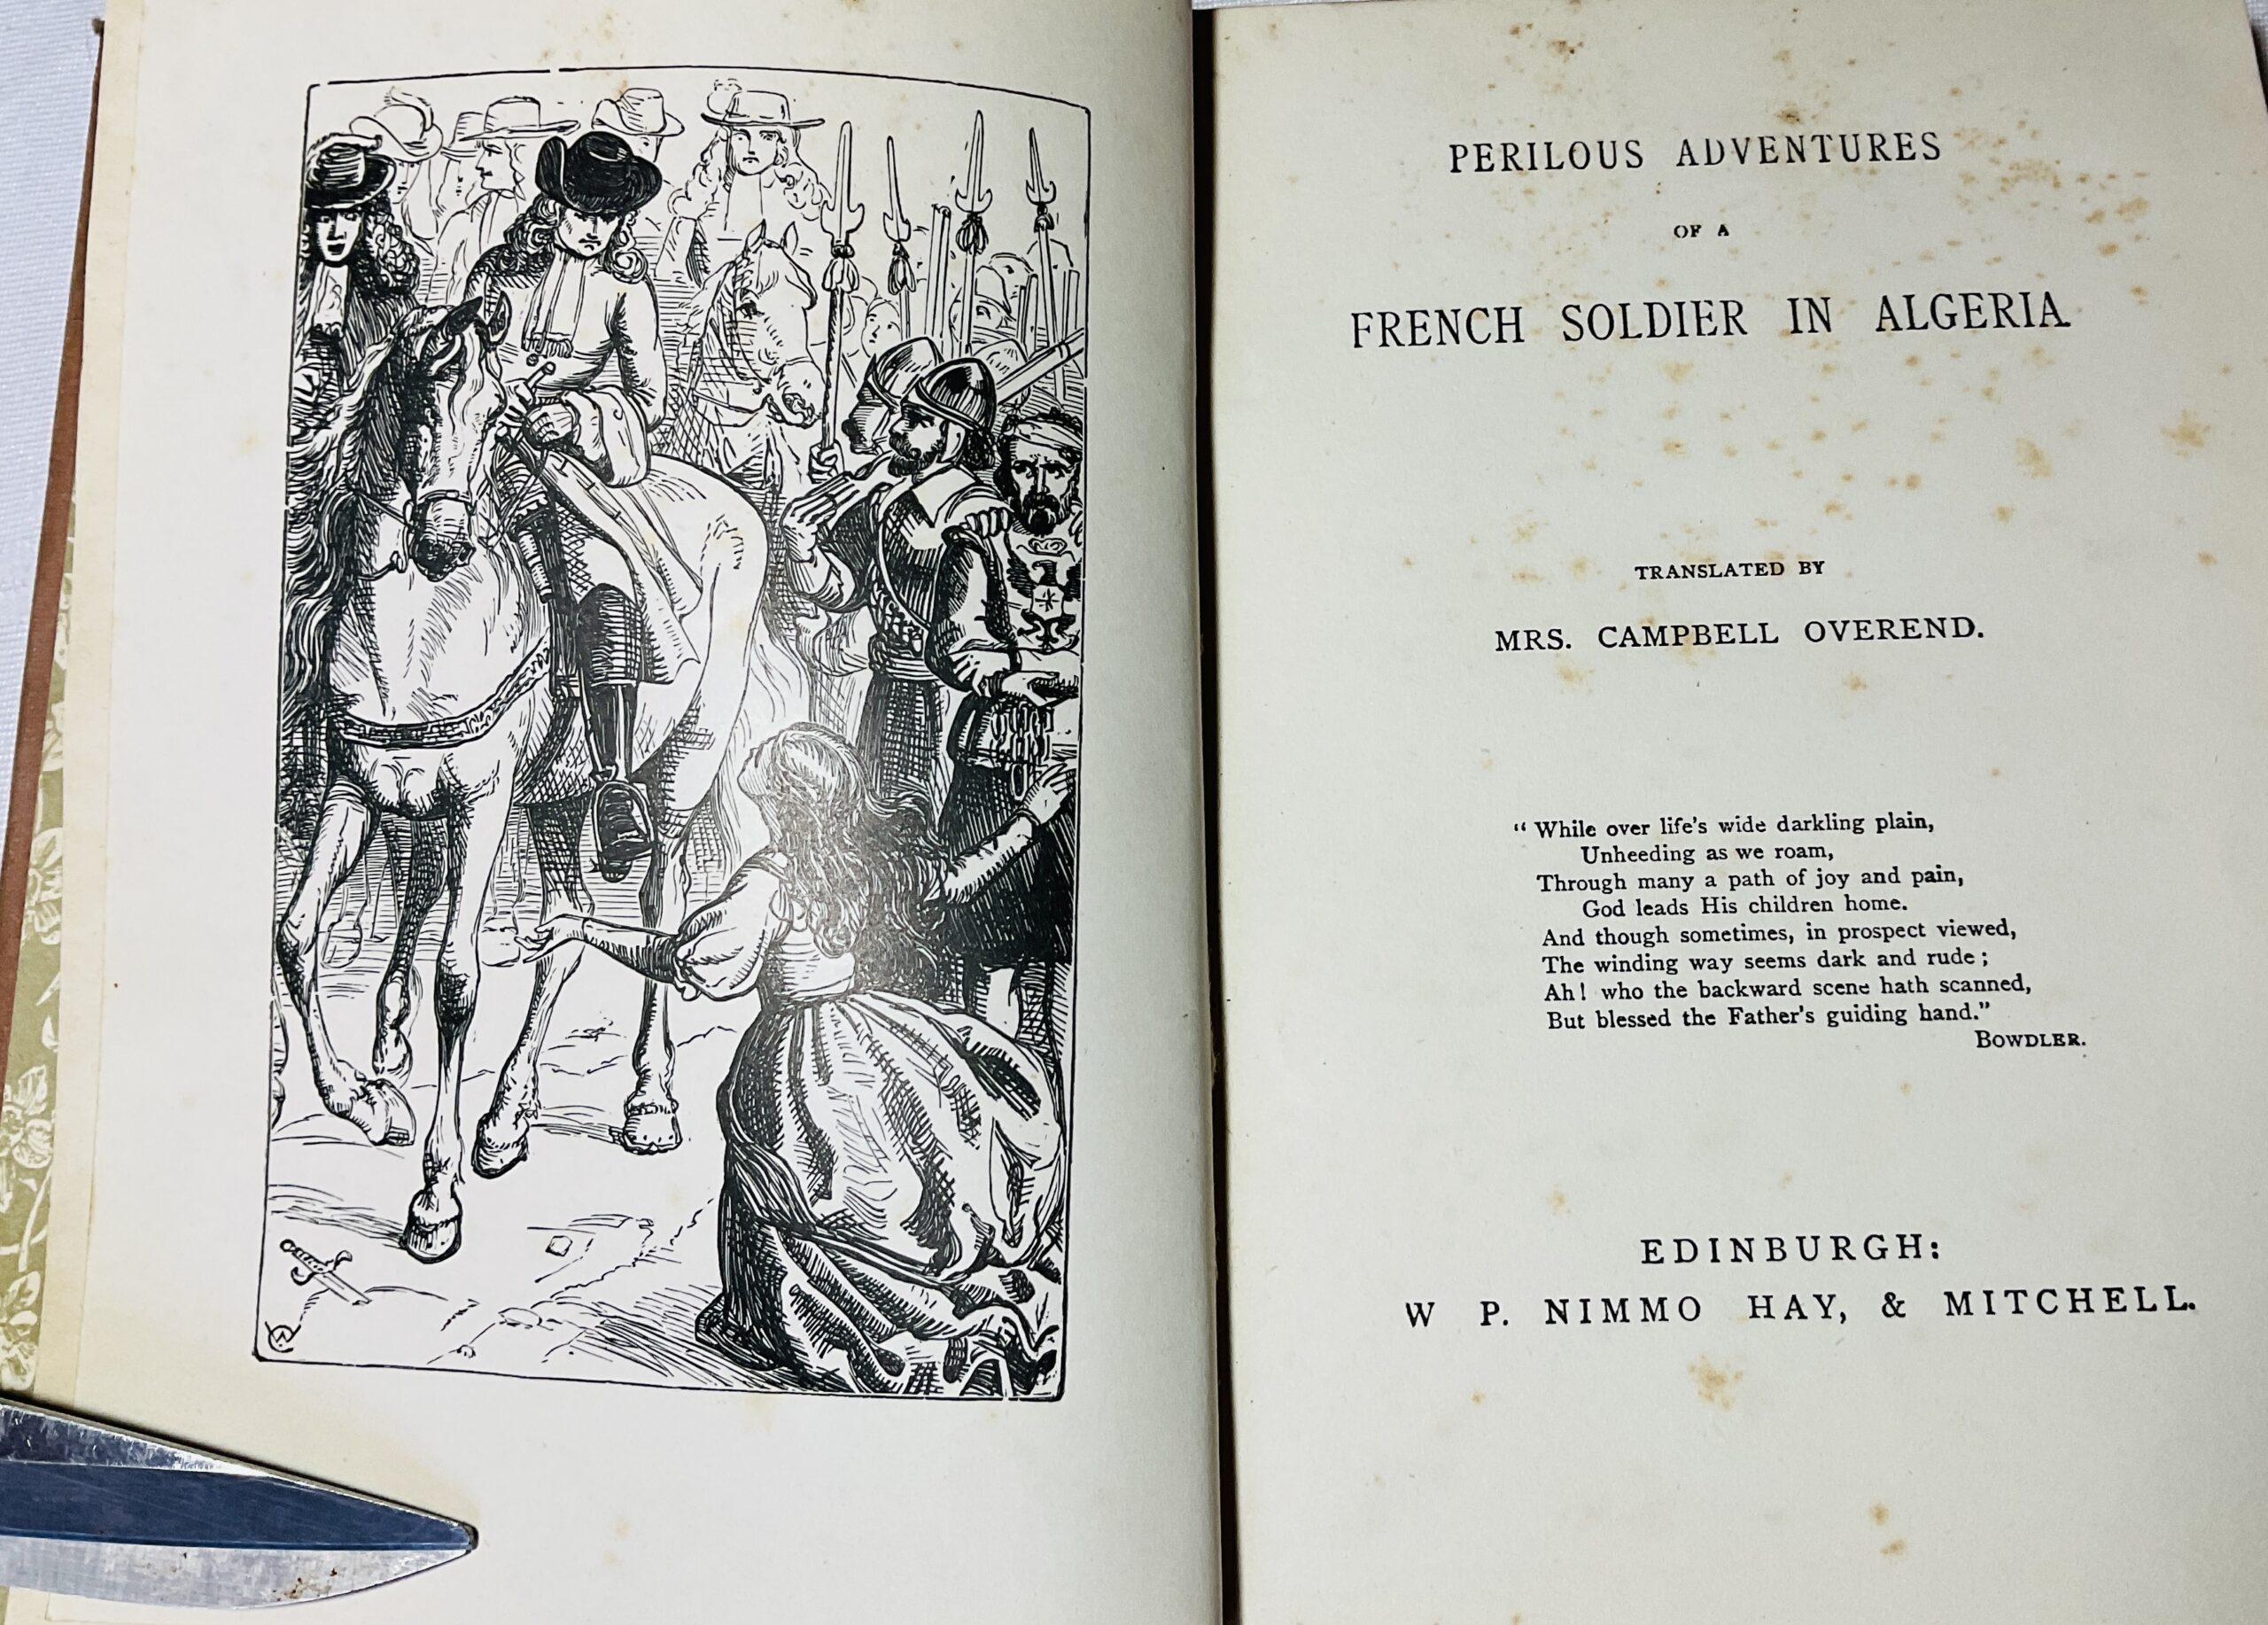 PERILOUS ADVENTURES
OF A
FRENCH SOLDIER IN ALGERIA
TRANSLATED BY
MRS. CAMPBELL OVEREND.
“ While over life's wide darkling plain,
Unheeding as we roam,
Through many a path of joy and pain,
God leads His children home.
And though sometimes, in prospect viewed,
The winding way seems dark and rude ;
Ah! who the backward scene hath scanned,
But blessed the Father's guiding hand.”
BOWDLER.
EDINBURGH:
W P. NIMMO HAY, & MITCHELL.